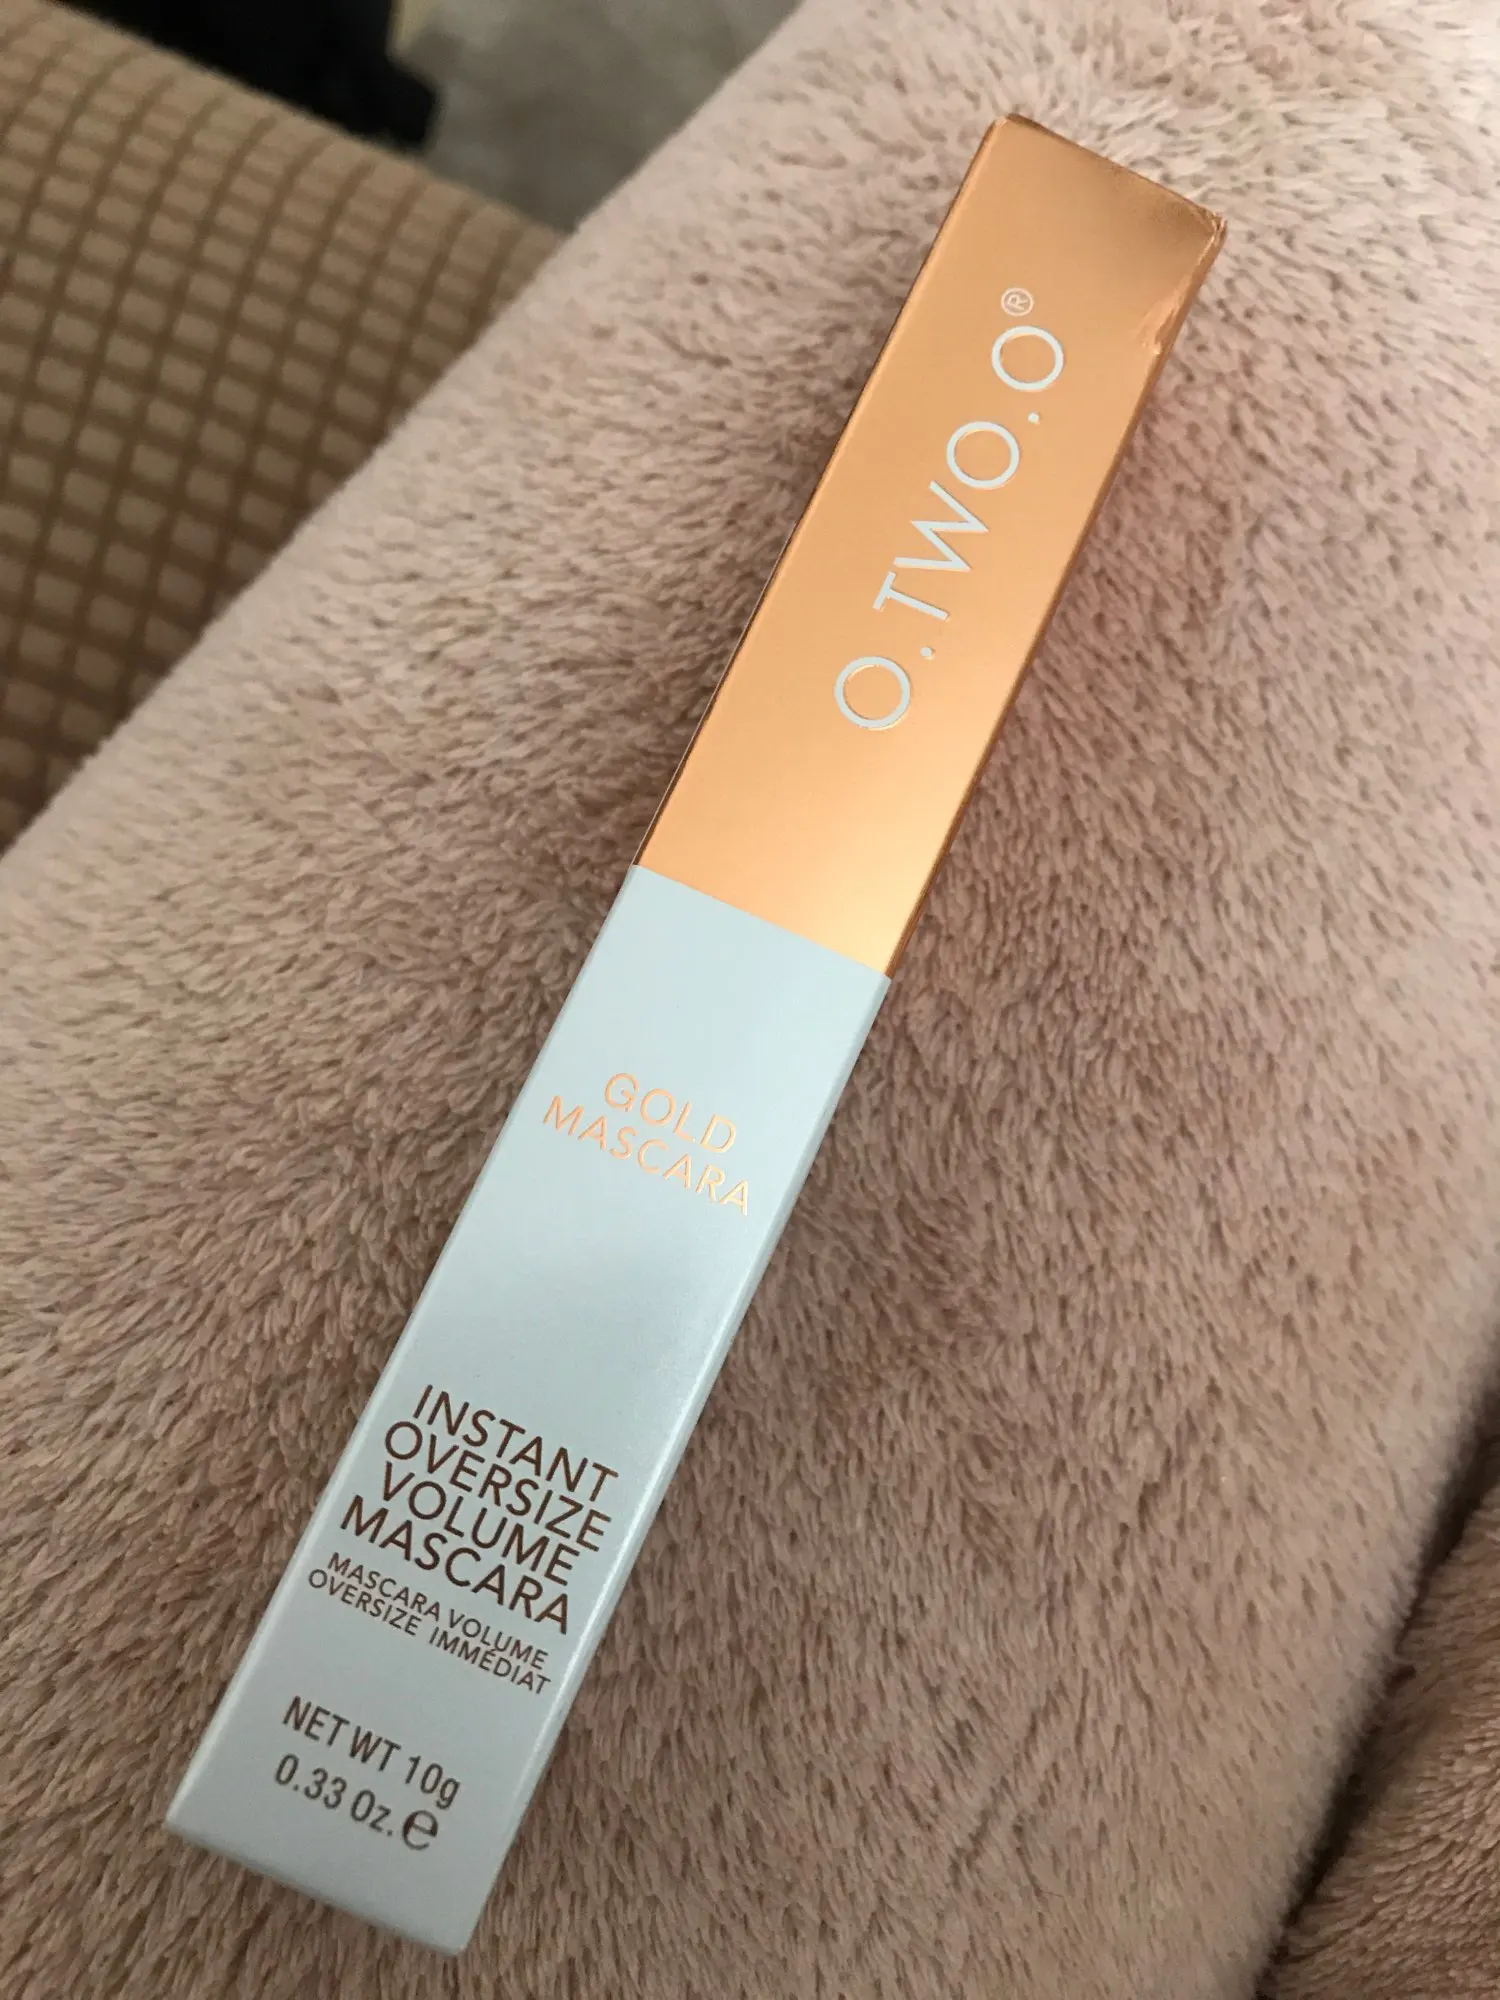 O.TWO.O®
GOLD
MASCARA
INSTANT
OVERSIZE
VOLUME
MASCARA
MASCARA VOLUME
OVERSIZE IMMÉDIAT
NET WT 10g
0.33 Oz. ℮